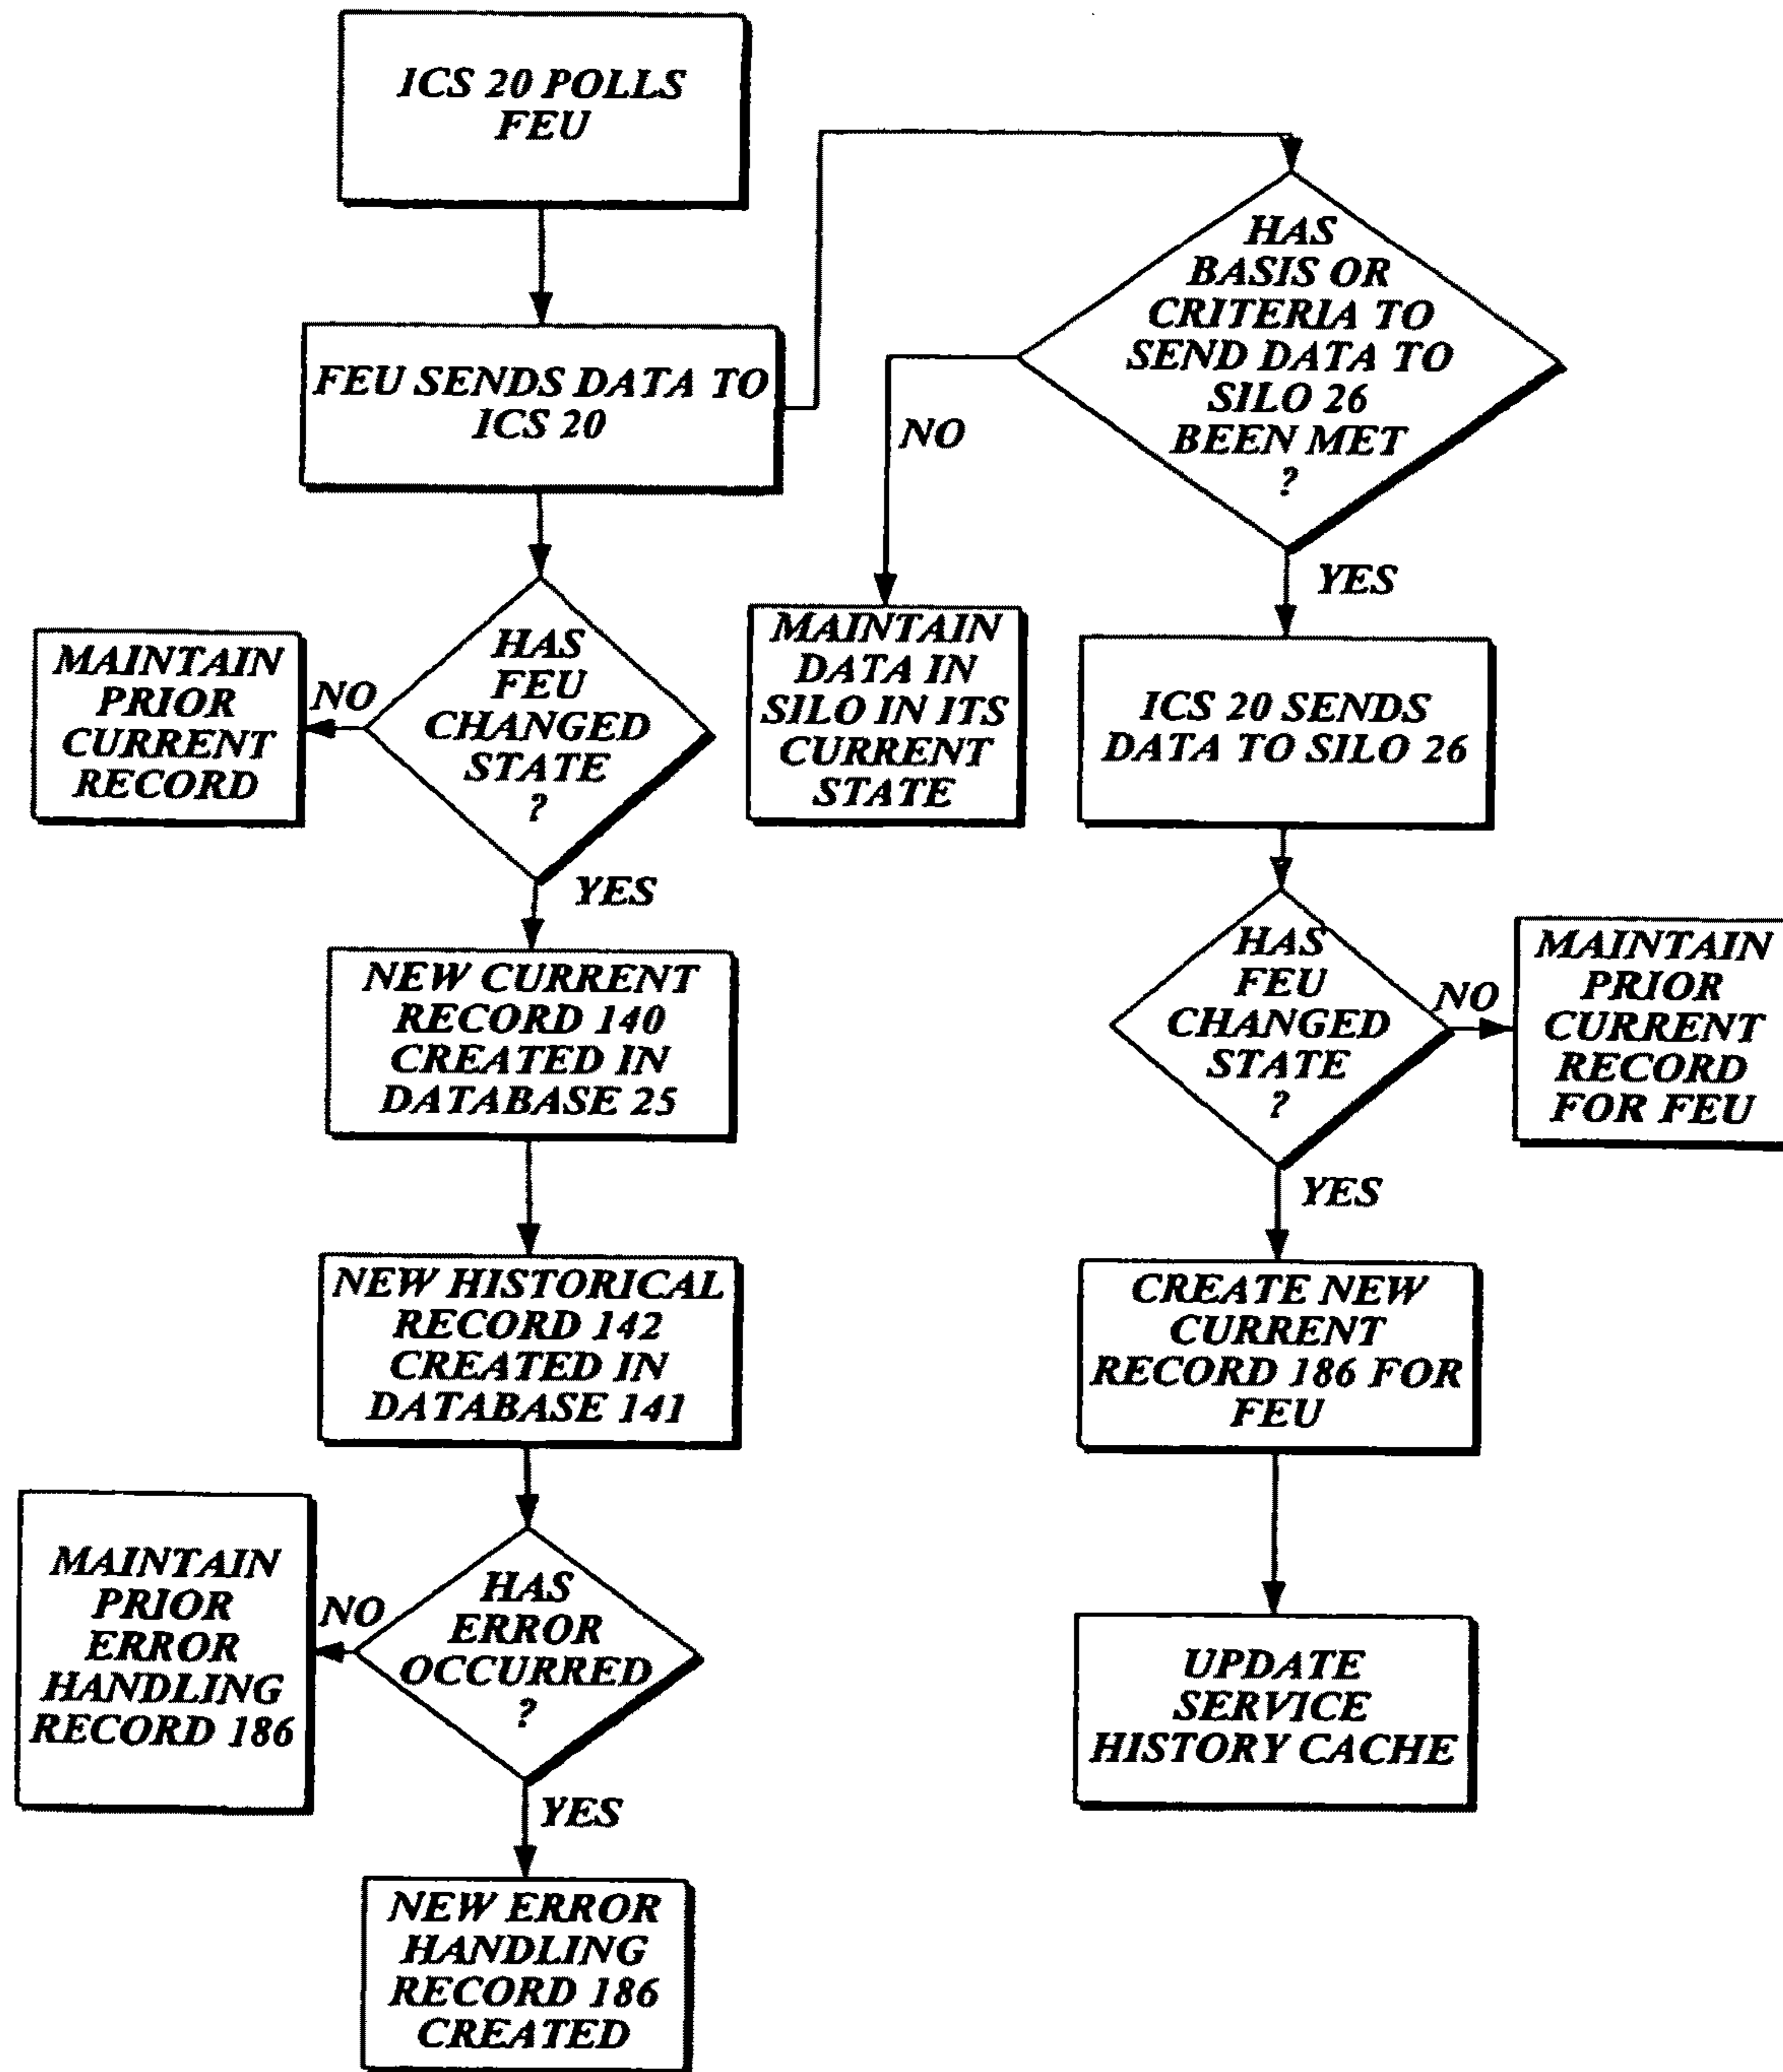 ICS 20 POLLS
FEU
FEU SENDS DATA TO
ICS 20
HAS
FEU
CHANGED
STATE
?
NO
MAINTAIN
PRIOR
CURRENT
RECORD
YES
NEW CURRENT
RECORD 140
CREATED IN
DATABASE 25
NEW HISTORICAL
RECORD 142
CREATED IN
DATABASE 141
HAS
ERROR
OCCURRED
?
NO
MAINTAIN
PRIOR
ERROR
HANDLING
RECORD 186
YES
NEW ERROR
HANDLING
RECORD 186
CREATED
HAS
BASIS OR
CRITERIA TO
SEND DATA TO
SILO 26
BEEN MET
?
NO
MAINTAIN
DATA IN
SILO IN ITS
CURRENT
STATE
YES
ICS 20 SENDS
DATA TO SILO 26
HAS
FEU
CHANGED
STATE
?
NO
MAINTAIN
PRIOR
CURRENT
RECORD
FOR FEU
YES
CREATE NEW
CURRENT
RECORD 186 FOR
FEU
UPDATE
SERVICE
HISTORY CACHE